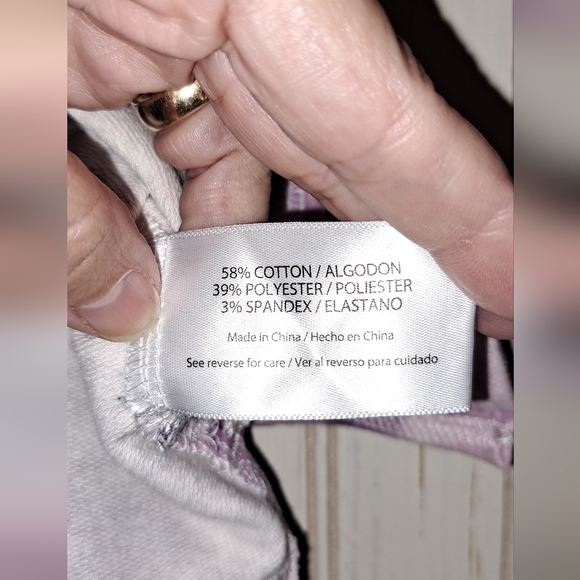 58% COTTON / ALGODON
39% POLYESTER / POLIESTER
3% SPANDEX / ELASTANO
Made in China / Hecho en China
See reverse for care / Ver al reverso para cuidado